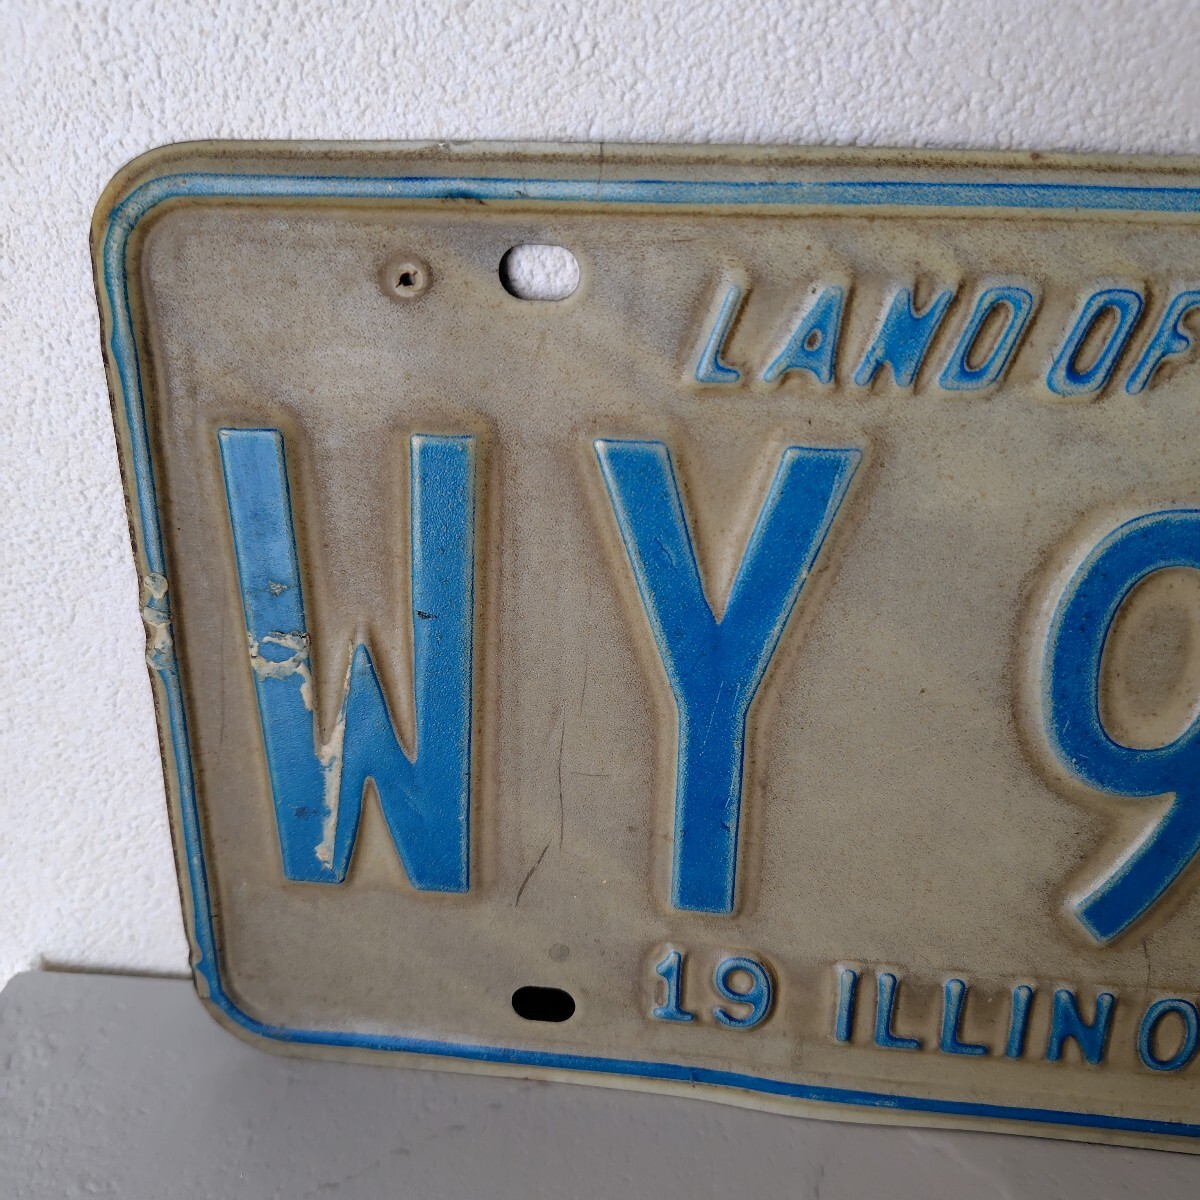 LAND OF
WY 9
19 ILLINO